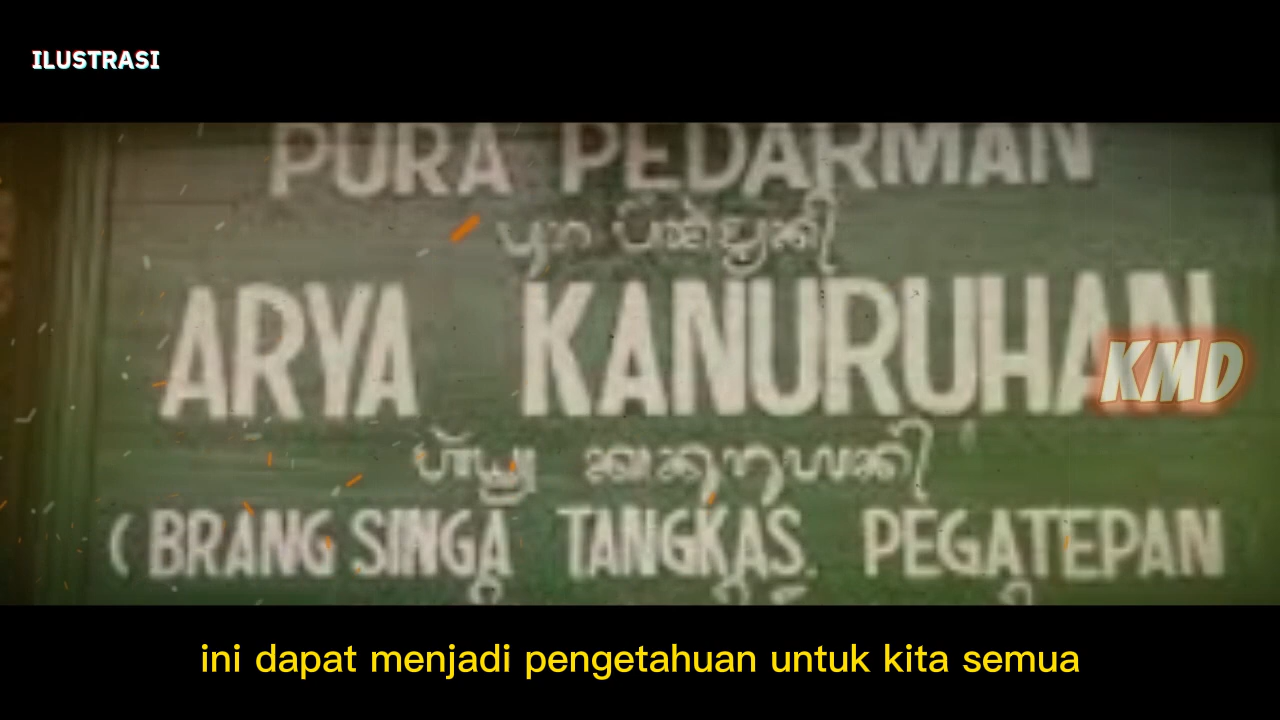 ILUSTRASI
PURA PEDARMAN
ARYA KANURUHAN
KMD
( BRANG SINGA TANGKAS PEGATEPAN
ini dapat menjadi pengetahuan untuk kita semua